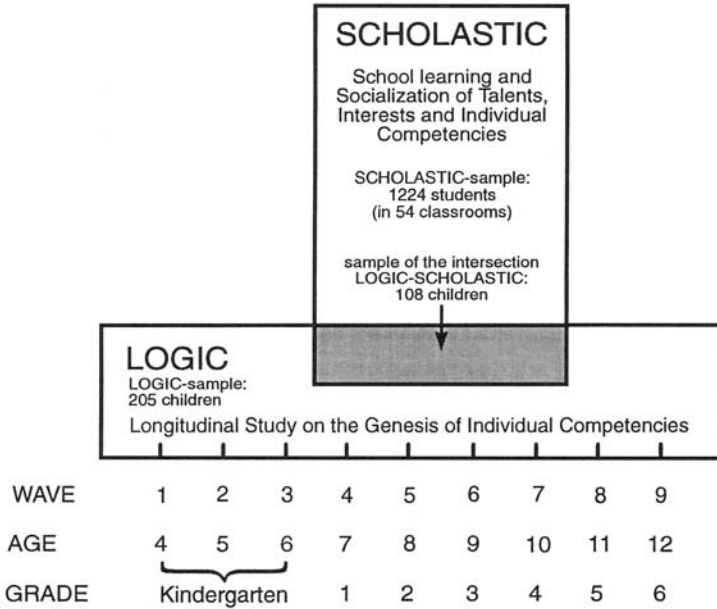 SCHOLASTIC
School learning and
Socialization of Talents,
Interests and Individual
Competencies
SCHOLASTIC-sample:
1224 students
(in 54 classrooms)
sample of the intersection
LOGIC-SCHOLASTIC:
108 children
LOGIC
LOGIC-sample:
205 children
Longitudinal Study on the Genesis of Individual Competencies
WAVE 1 2 3 4 5 6 7 8 9
AGE 4 5 6 7 8 9 10 11 12
GRADE Kindergarten 1 2 3 4 5 6